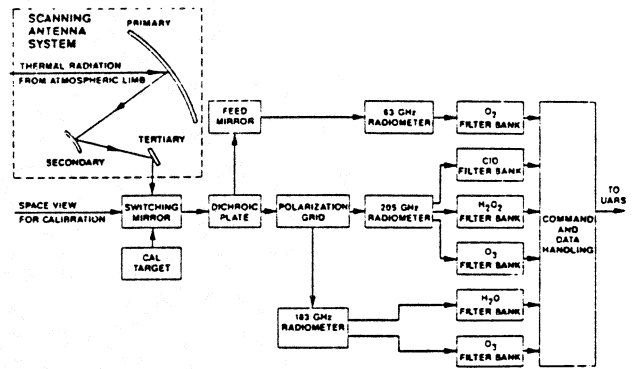 SCANNING
ANTENNA
SYSTEM
PRIMARY
THERMAL RADIATION
FROM ATMOSPHERIC LIMB
SECONDARY
TERTIARY
FEED
MIRROR
63 GHz
RADIOMETER
O2
FILTER BANK
ClO
FILTER BANK
SPACE VIEW
FOR CALIBRATION
SWITCHING
MIRROR
DICHROIC
PLATE
POLARIZATION
GRID
205 GHz
RADIOMETER
H2O2
FILTER BANK
COMMAND
AND
DATA
HANDLING
TO
UARS
CAL
TARGET
O3
FILTER BANK
183 GHz
RADIOMETER
H2O
FILTER BANK
O3
FILTER BANK